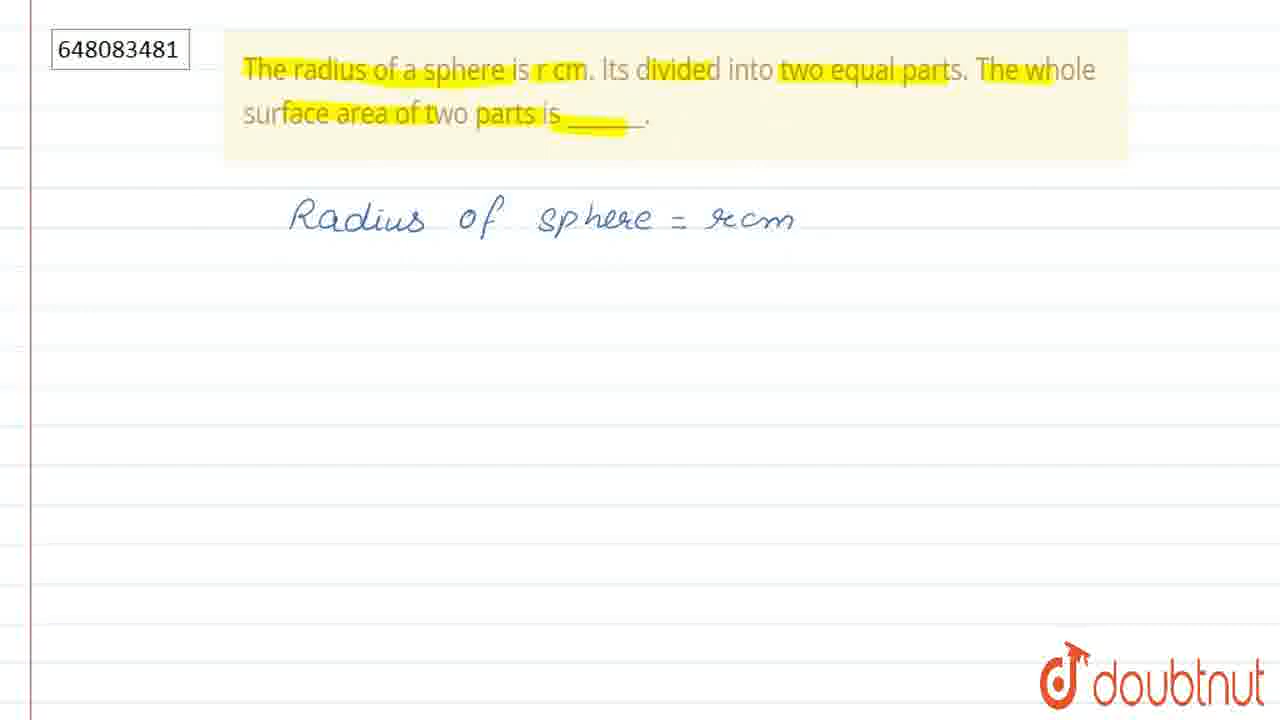 648083481
The radius of a sphere is r cm. Its divided into two equal parts. The whole
surface area of two parts is ______.
Radius of sphere = r cm
doubtnut